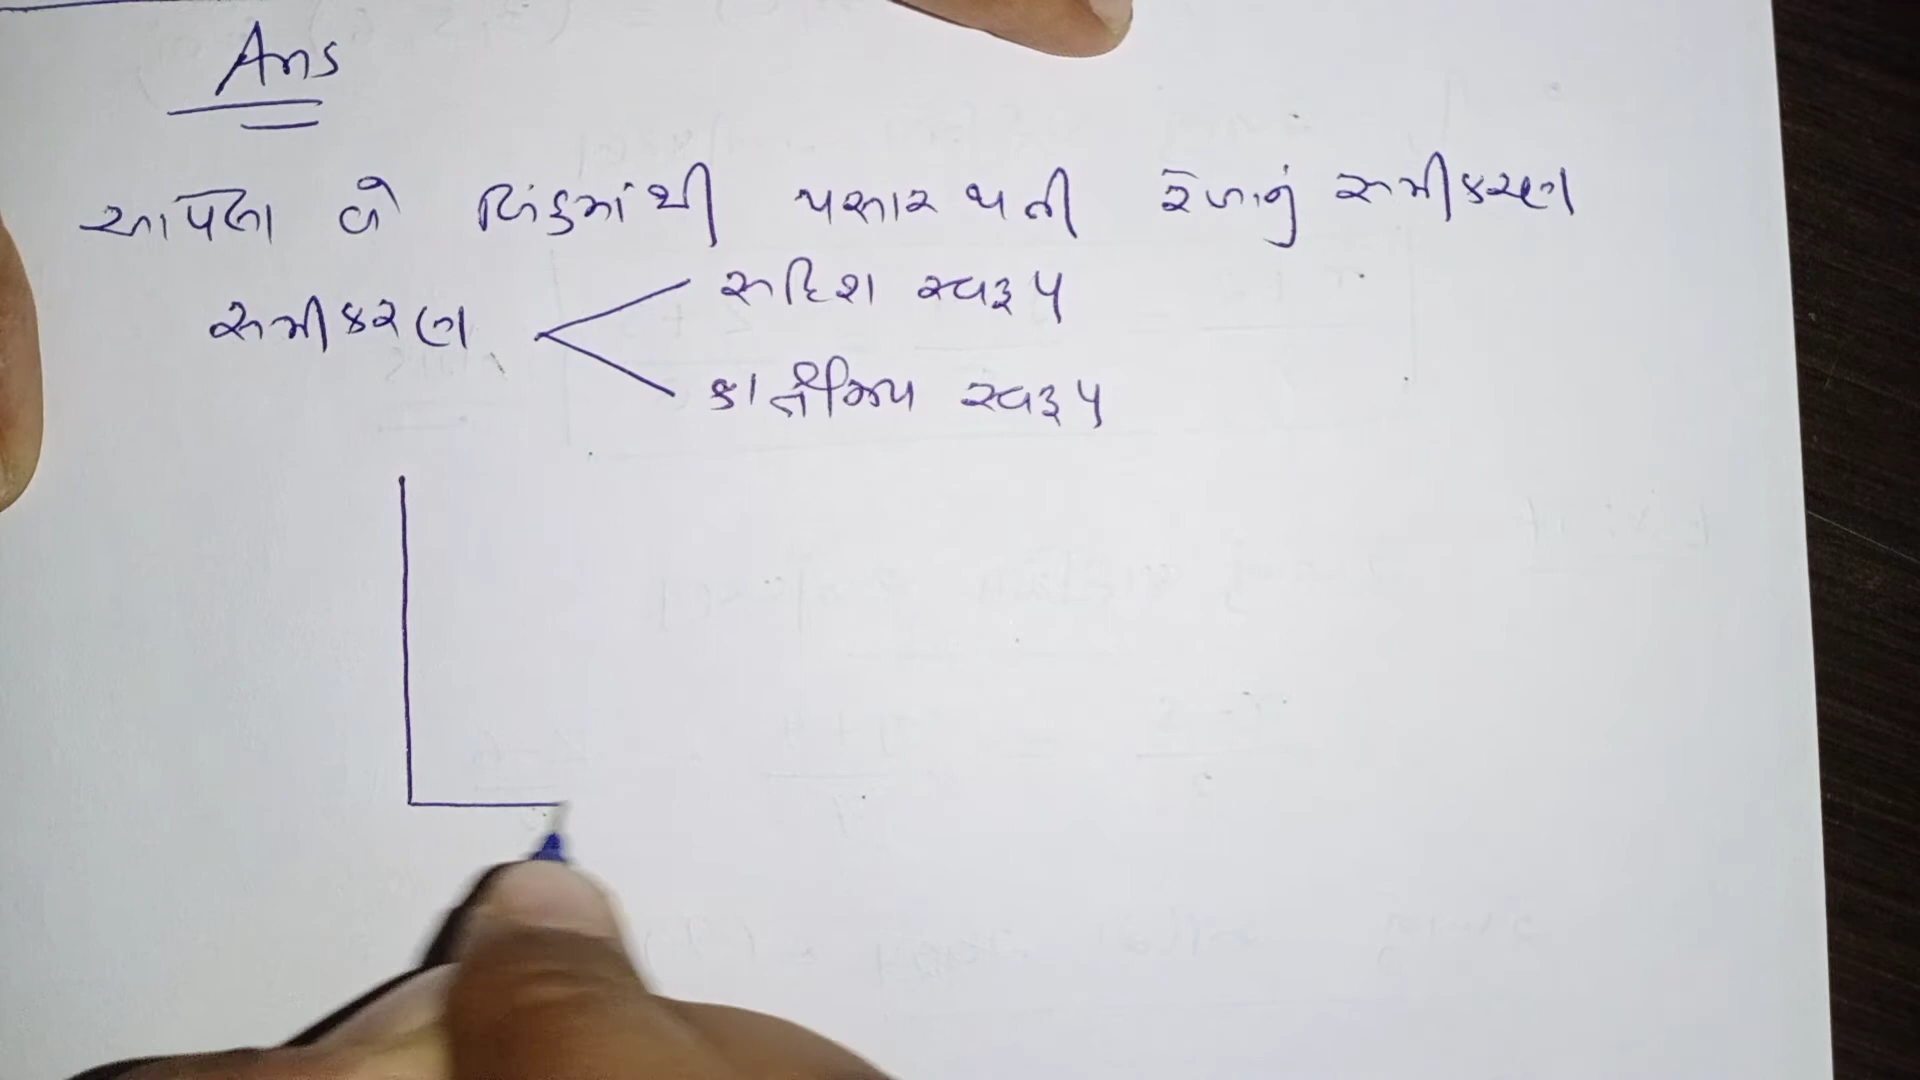 Ans
આપેલા બે બિંદુમાંથી પસાર થતી રેખાનું સમીકરણ
સમીકરણ
સદિશ સ્વરૂપ
કાર્તેઝિય સ્વરૂપ